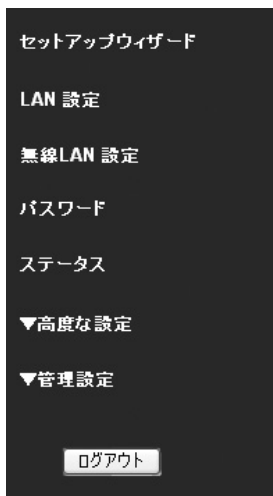 セットアップウィザード
LAN 設定
無線LAN 設定
パスワード
ステータス
▼高度な設定
▼管理設定
ログアウト